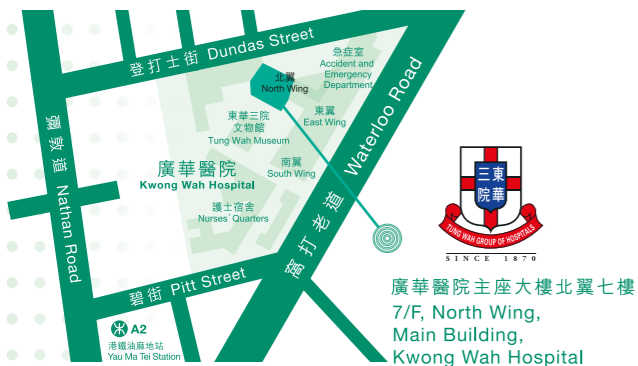 登打士街 Dundas Street
急症室
Accident and
Emergency
Department
北翼
North Wing
東華三院
文物館
Tung Wah Museum
東翼
East Wing
南翼
South Wing
廣華醫院
Kwong Wah Hospital
護士宿舍
Nurses' Quarters
彌敦道 Nathan Road
窩打老道 Waterloo Road
碧街 Pitt Street
A2
港鐵油麻地站
Yau Ma Tei Station
三東
院華
TUNG WAH GROUP OF HOSPITALS
SINCE 1870
廣華醫院主座大樓北翼七樓
7/F, North Wing,
Main Building,
Kwong Wah Hospital